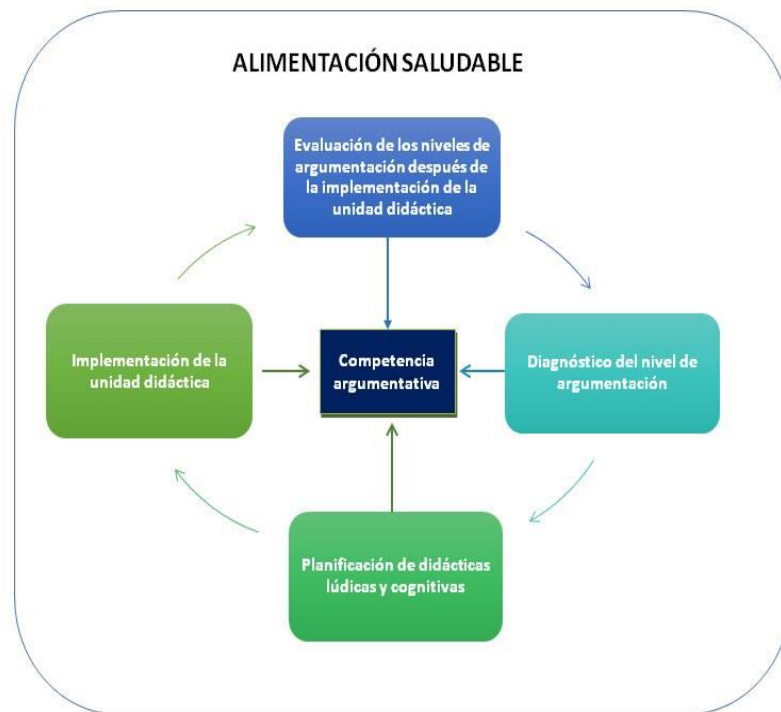 ALIMENTACIÓN SALUDABLE
Evaluación de los niveles de
argumentación después de
la implementación de la
unidad didáctica
Implementación de la
unidad didáctica
Competencia
argumentativa
Diagnóstico del nivel de
argumentación
Planificación de didácticas
lúdicas y cognitivas